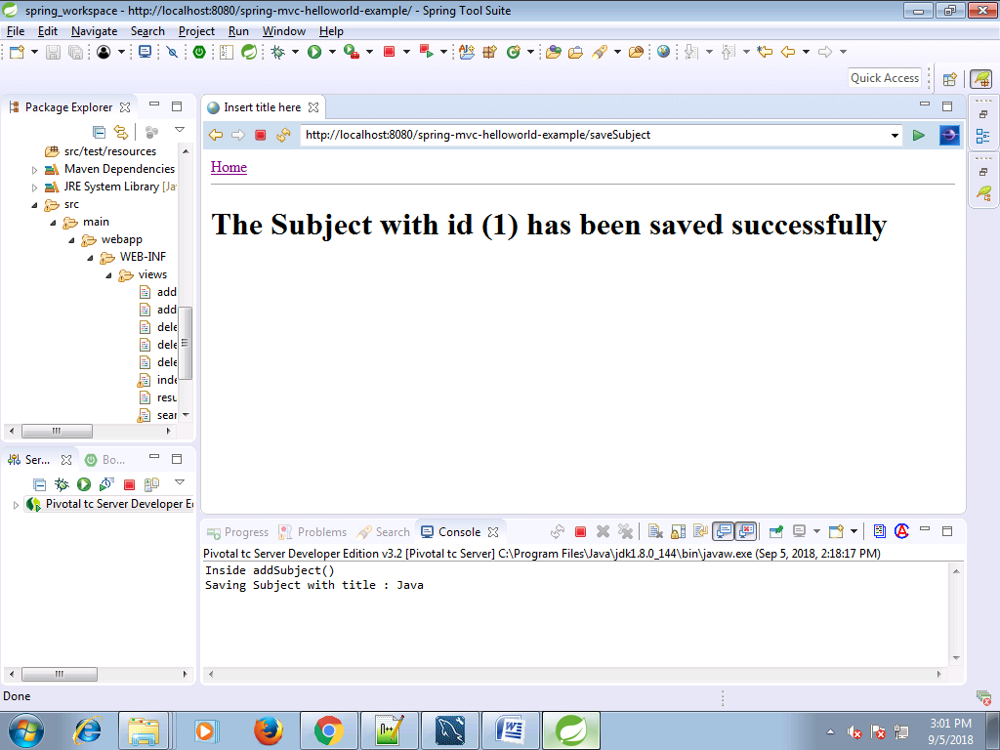 spring_workspace - http://localhost:8080/spring-mvc-helloworld-example/ - Spring Tool Suite
File Edit Navigate Search Project Run Window Help
Quick Access
Package Explorer
src/test/resources
Maven Dependencies
JRE System Library [Ja
src
main
webapp
WEB-INF
views
add
add
dele
dele
dele
inde
resu
sear
Ser...
Bo...
Pivotal tc Server Developer E
Insert title here
http://localhost:8080/spring-mvc-helloworld-example/saveSubject
Home
The Subject with id (1) has been saved successfully
Progress Problems Search Console
Pivotal tc Server Developer Edition v3.2 [Pivotal tc Server] C:\Program Files\Java\jdk1.8.0_144\bin\javaw.exe (Sep 5, 2018, 2:18:17 PM)
Inside addSubject()
Saving Subject with title : Java
Done
3:01 PM
9/5/2018